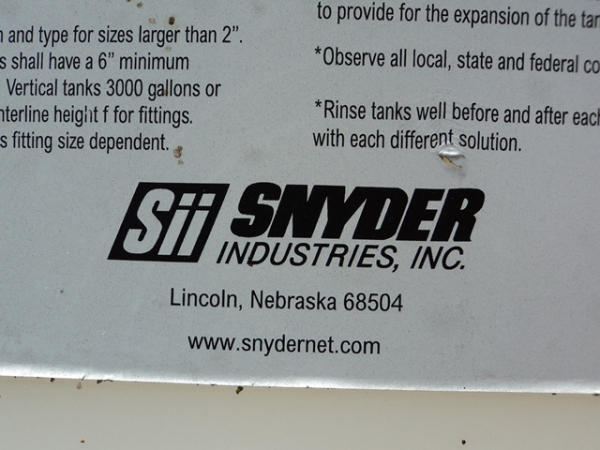 n and type for sizes larger than 2”.
s shall have a 6” minimum
Vertical tanks 3000 gallons or
nterline height f for fittings.
s fitting size dependent.
to provide for the expansion of the tan
*Observe all local, state and federal co
*Rinse tanks well before and after each
with each different solution.
Sii SNYDER
INDUSTRIES, INC.
Lincoln, Nebraska 68504
www.snydernet.com